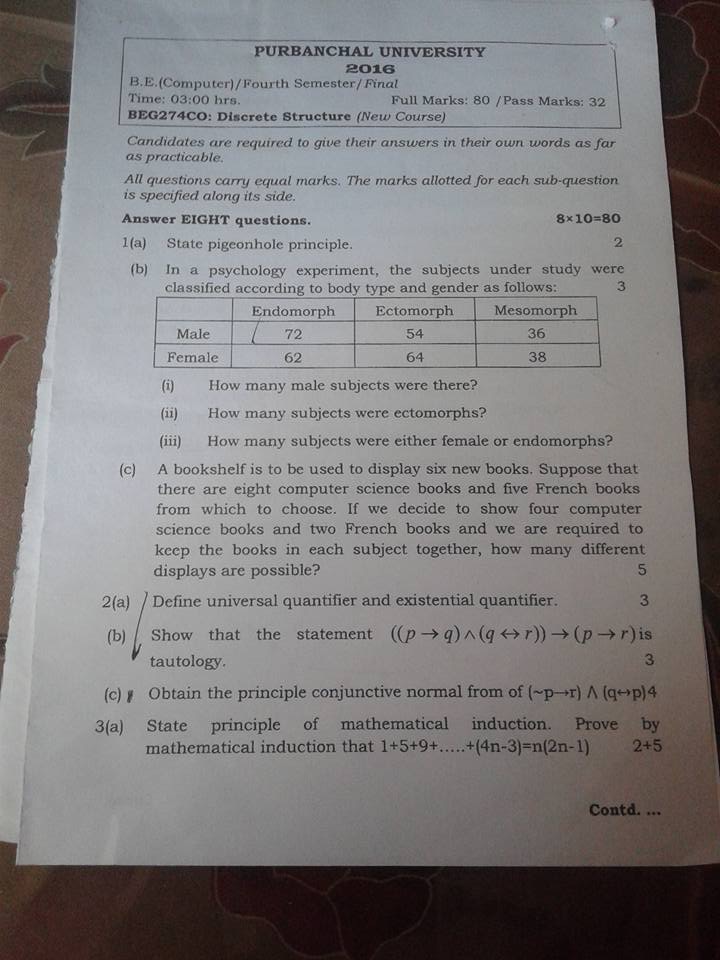 PURBANCHAL UNIVERSITY
2016
B.E.(Computer)/Fourth Semester/Final
Time: 03:00 hrs. Full Marks: 80 /Pass Marks: 32
BEG274CO: Discrete Structure (New Course)
Candidates are required to give their answers in their own words as far
as practicable.
All questions carry equal marks. The marks allotted for each sub-question
is specified along its side.
Answer EIGHT questions. 8×10=80
1(a) State pigeonhole principle. 2
(b) In a psychology experiment, the subjects under study were
classified according to body type and gender as follows: 3
Endomorph Ectomorph Mesomorph
Male 72 54 36
Female 62 64 38
(i) How many male subjects were there?
(ii) How many subjects were ectomorphs?
(iii) How many subjects were either female or endomorphs?
(c) A bookshelf is to be used to display six new books. Suppose that
there are eight computer science books and five French books
from which to choose. If we decide to show four computer
science books and two French books and we are required to
keep the books in each subject together, how many different
displays are possible? 5
2(a) Define universal quantifier and existential quantifier. 3
(b) Show that the statement ((p → q) ∧ (q ↔ r)) → (p → r) is
tautology. 3
(c) Obtain the principle conjunctive normal from of (~p→r) Λ (q↔p) 4
3(a) State principle of mathematical induction. Prove by
mathematical induction that 1+5+9+.....+(4n-3)=n(2n-1) 2+5
Contd. ...